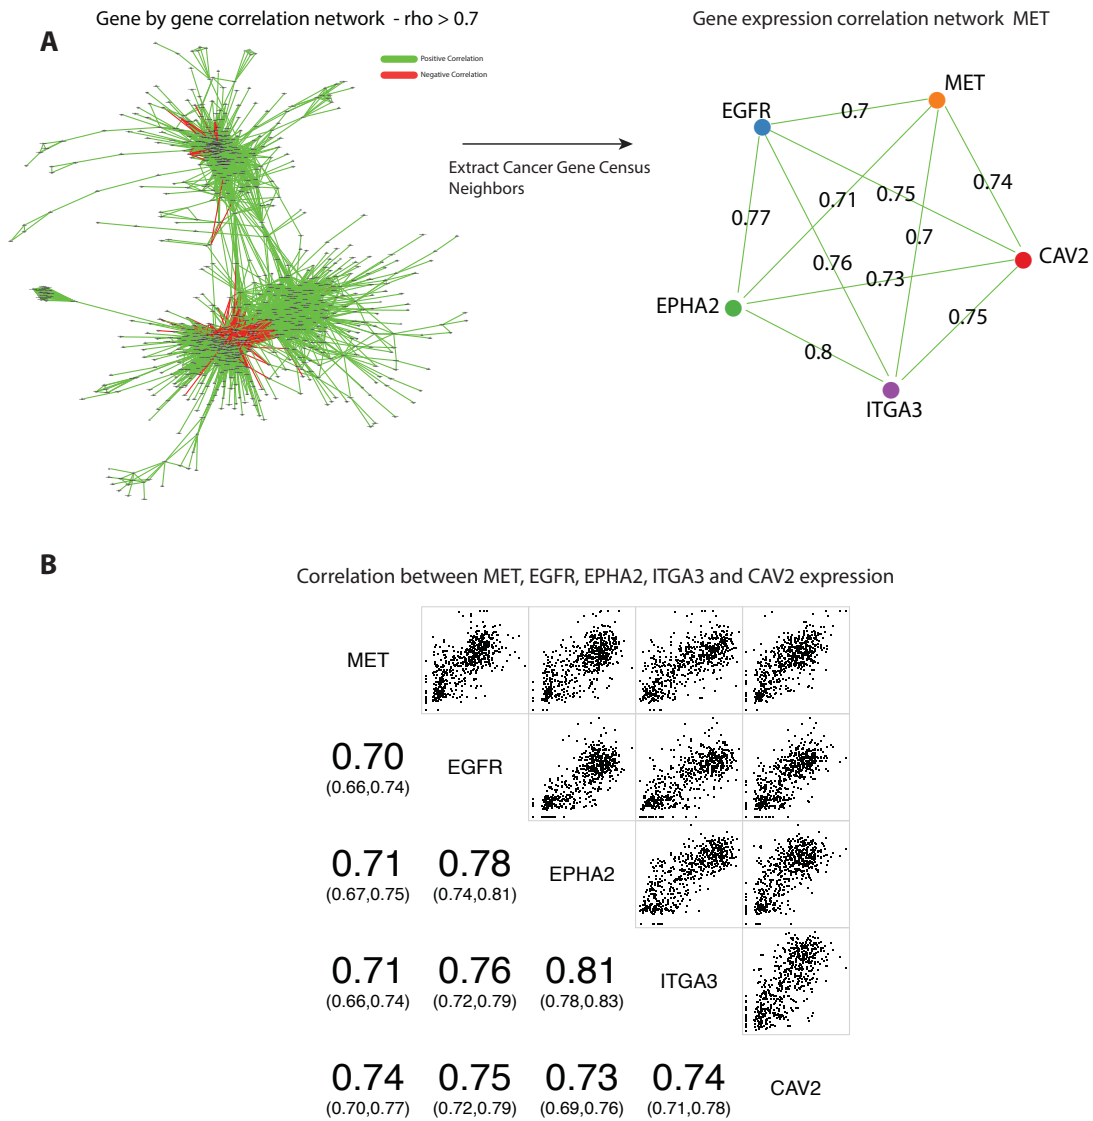 Gene by gene correlation network - rho > 0.7
Gene expression correlation network MET
A
Positive Correlation
Negative Correlation
Extract Cancer Gene Census
Neighbors
MET
EGFR
0.7
0.74
0.71
0.75
0.77
0.7
0.76
CAV2
0.73
EPHA2
0.75
0.8
ITGA3
B
Correlation between MET, EGFR, EPHA2, ITGA3 and CAV2 expression
MET
0.70
(0.66,0.74)
EGFR
0.71
(0.67,0.75)
0.78
(0.74,0.81)
EPHA2
0.71
(0.66,0.74)
0.76
(0.72,0.79)
0.81
(0.78,0.83)
ITGA3
0.74
(0.70,0.77)
0.75
(0.72,0.79)
0.73
(0.69,0.76)
0.74
(0.71,0.78)
CAV2